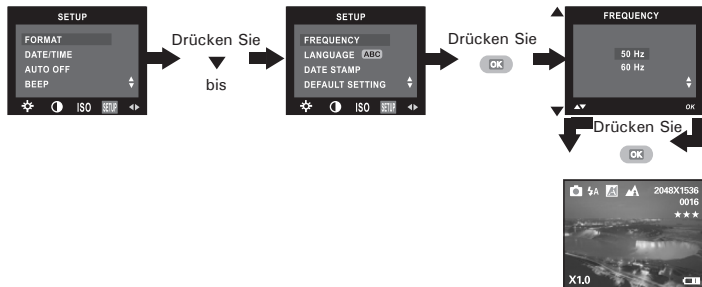 SETUP
FORMAT
DATE/TIME
AUTO OFF
BEEP
ISO SETUP
Drücken Sie
bis
SETUP
FREQUENCY
LANGUAGE ABC
DATE STAMP
DEFAULT SETTING
ISO SETUP
Drücken Sie
OK
FREQUENCY
50 Hz
60 Hz
OK
Drücken Sie
OK
A 2048X1536
0016
X1.0